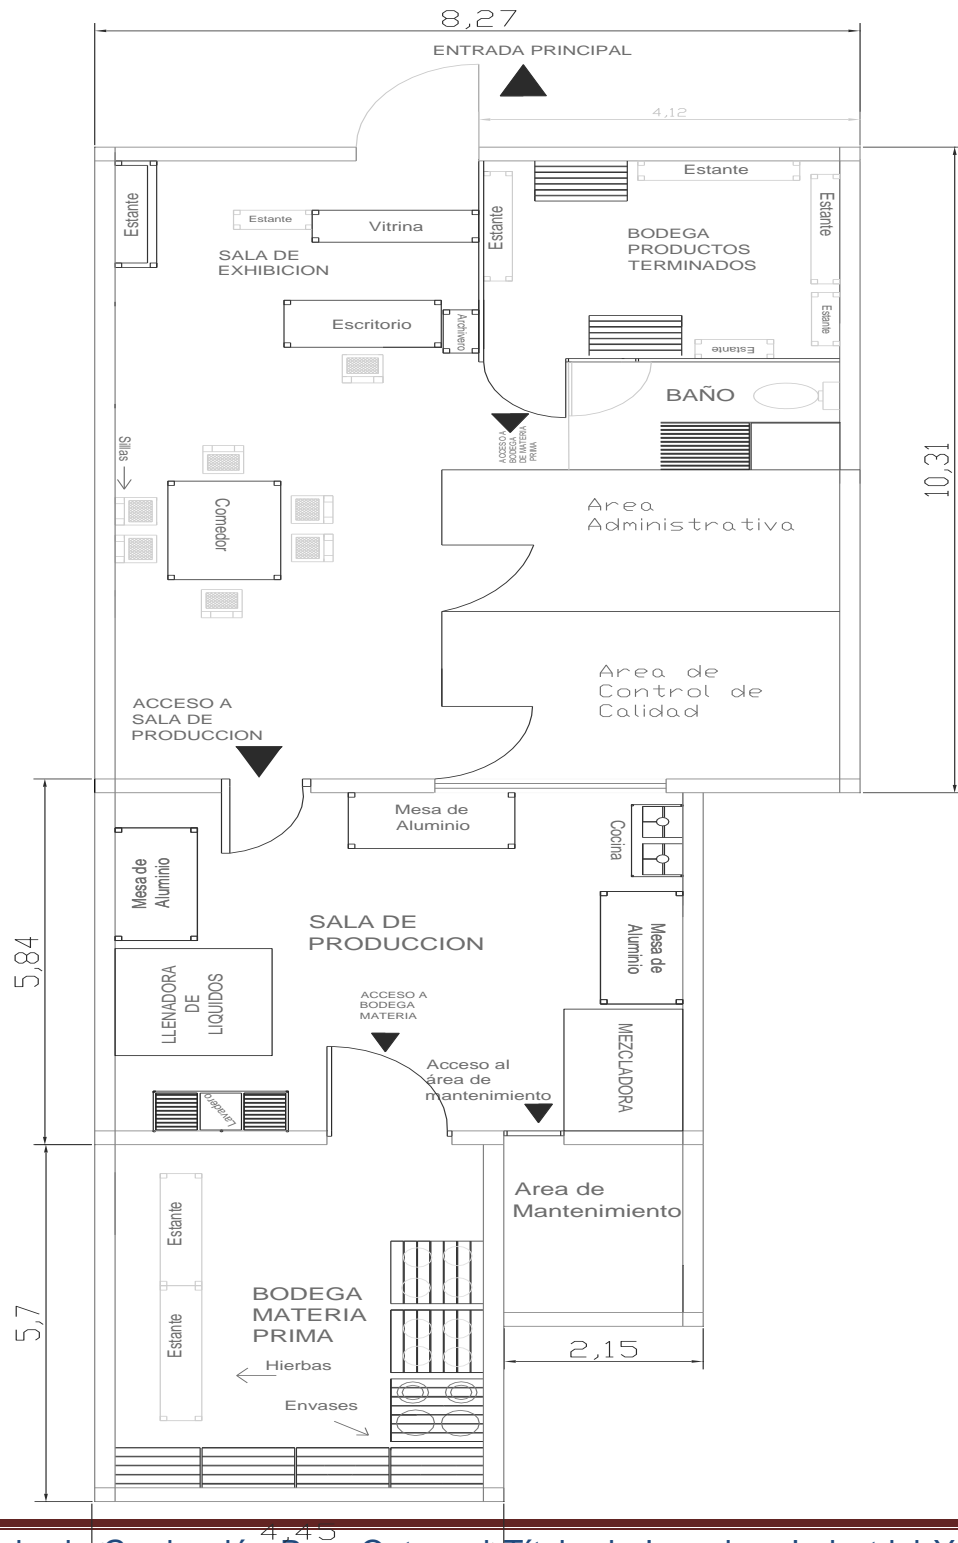 8,27
ENTRADA PRINCIPAL
4,12
Estante
Estante
Vitrina
Estante
Estante
Estante
BODEGA
PRODUCTOS
TERMINADOS
SALA DE
EXHIBICION
Escritorio
Archivero
Estante
Estante
BAÑO
ACCESO A
BODEGA
DE MATERIA
PRIMA
Sillas
10,31
Comedor
Area
Administrativa
Area de
Control de
Calidad
ACCESO A
SALA DE
PRODUCCION
Mesa de
Aluminio
Cocina
Mesa de
Aluminio
SALA DE
PRODUCCION
Mesa de
Aluminio
5,84
LLENADORA
DE
LIQUIDOS
ACCESO A
BODEGA
MATERIA
MEZCLADORA
Acceso al
área de
mantenimiento
Lavadero
Area de
Mantenimiento
Estante
BODEGA
MATERIA
PRIMA
Estante
5,7
2,15
Hierbas
Envases
4,45